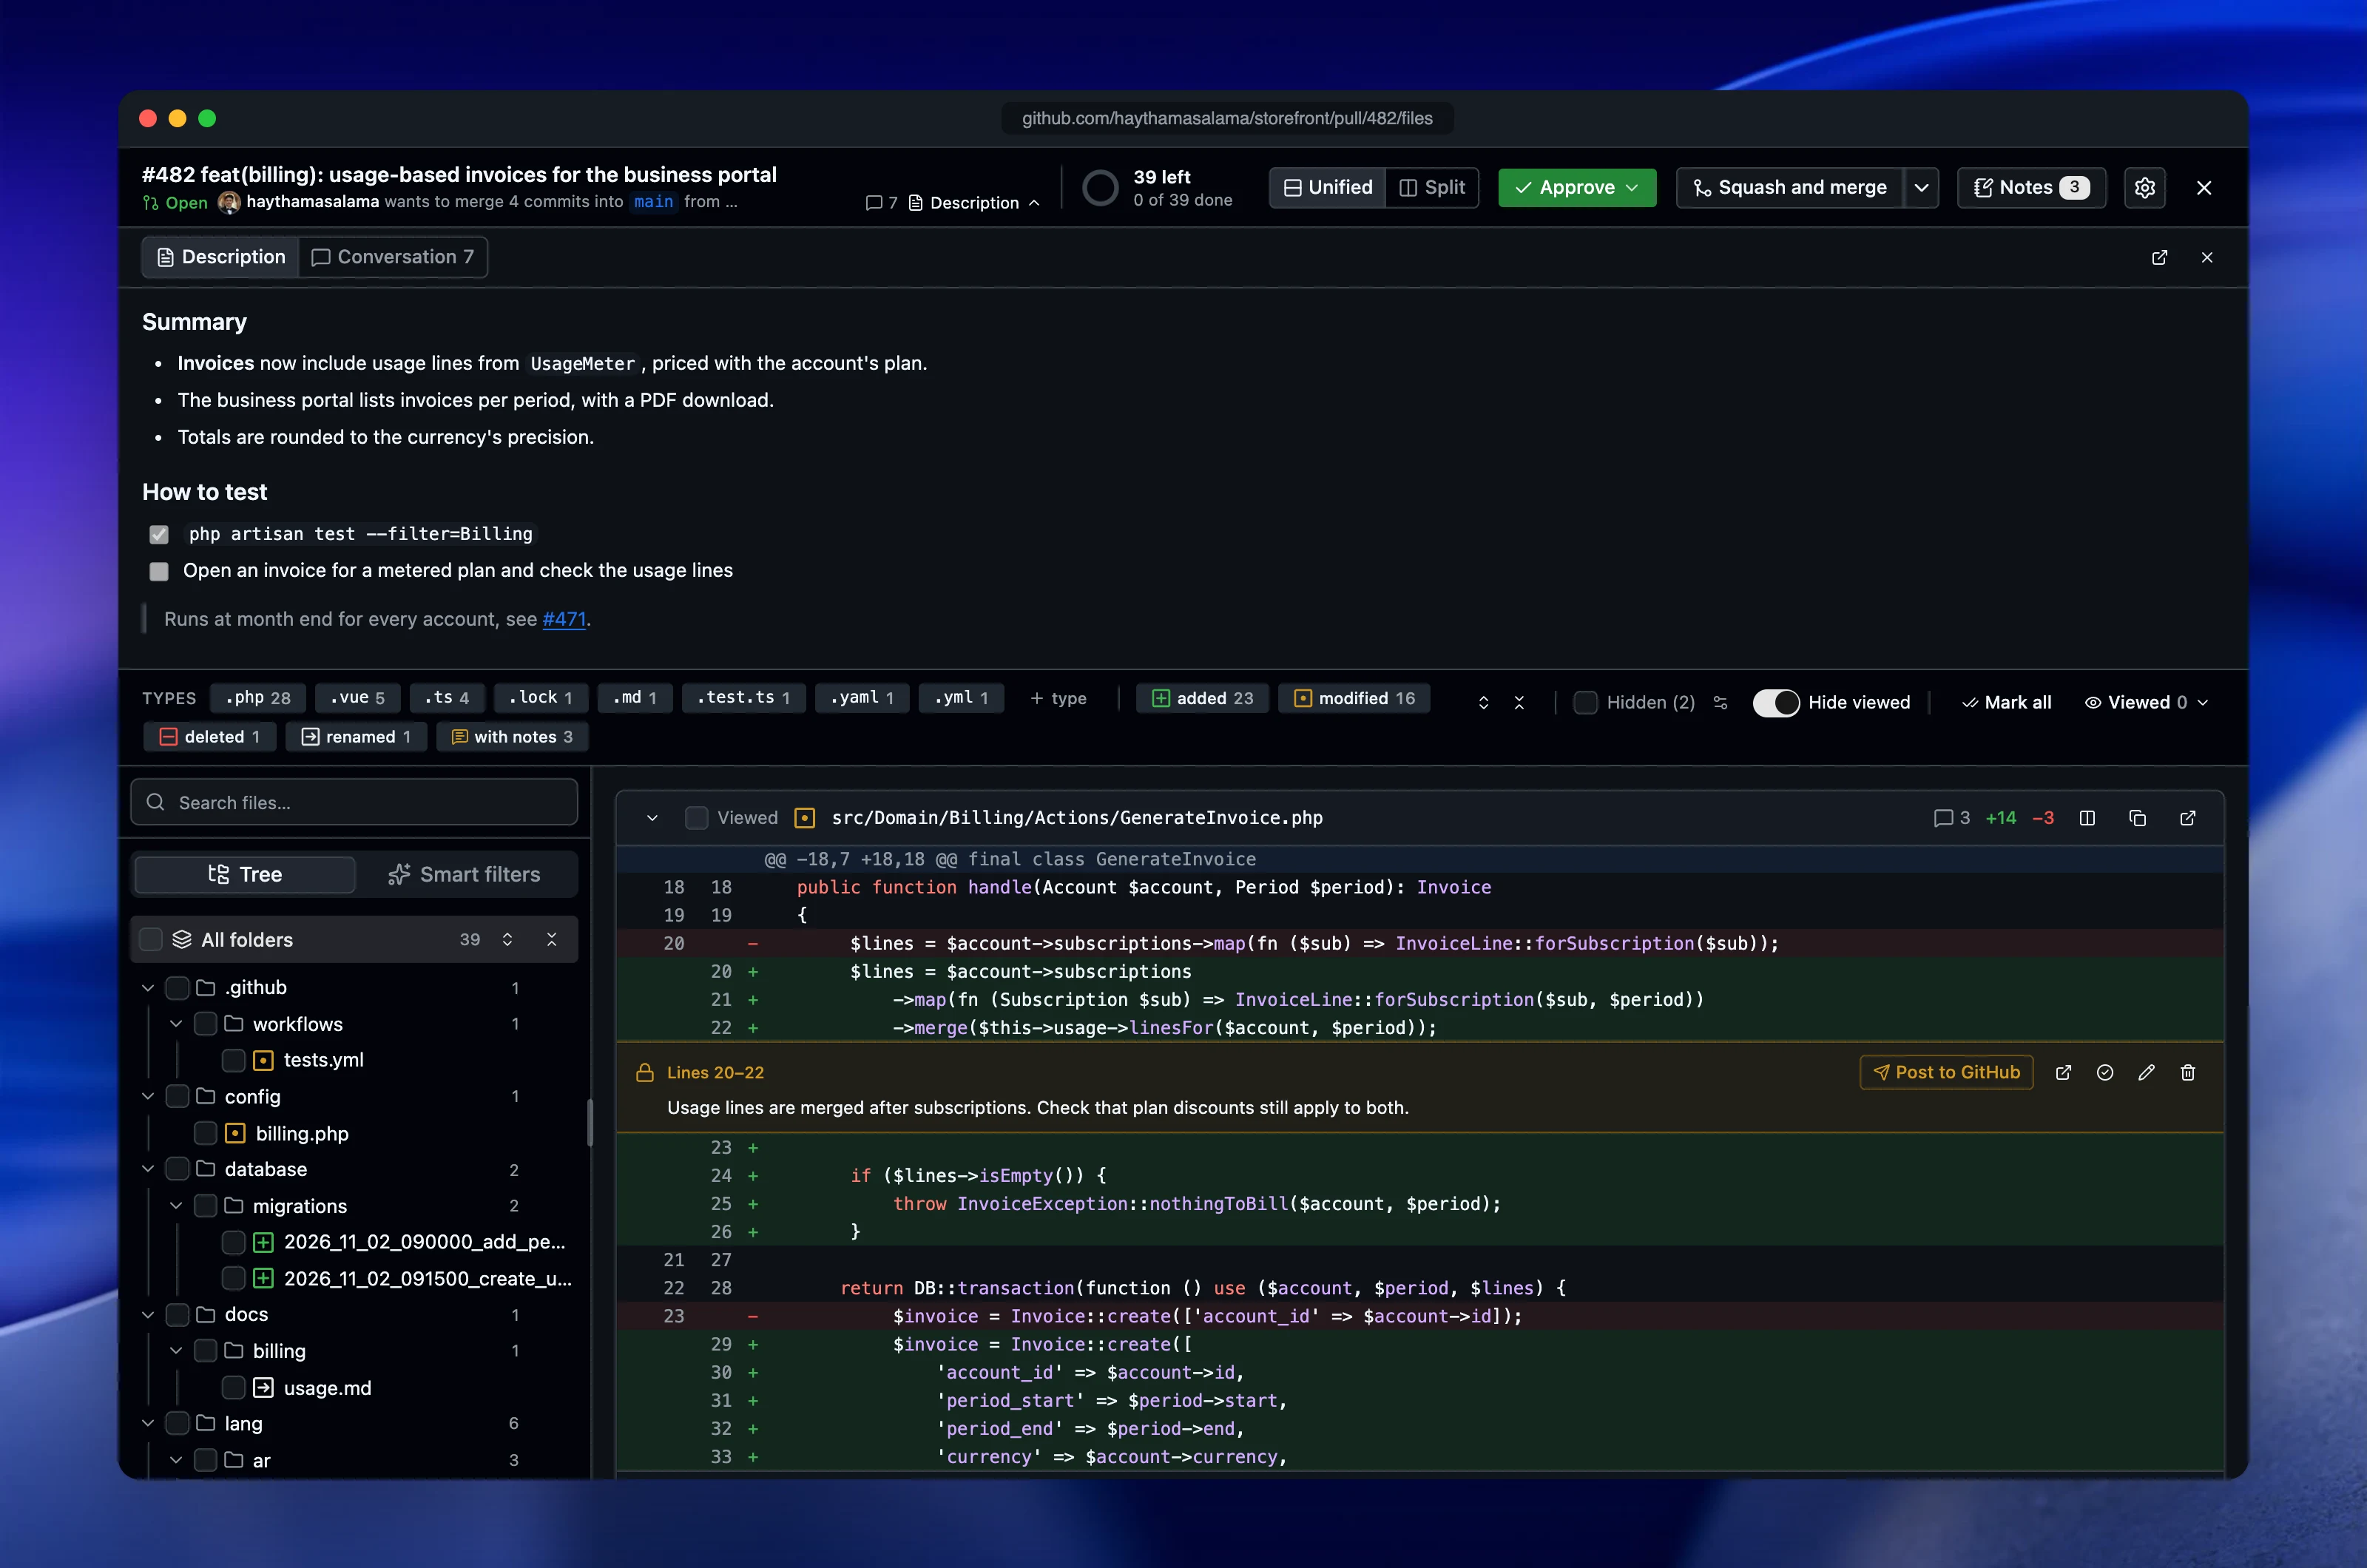 github.com/haythamasalama/storefront/pull/482/files
#482 feat(billing): usage-based invoices for the business portal
Open haythamasalama wants to merge 4 commits into main from ...
7 Description
39 left
0 of 39 done
Unified Split
Approve
Squash and merge
Notes 3
Description Conversation 7
Summary
• Invoices now include usage lines from UsageMeter, priced with the account's plan.
• The business portal lists invoices per period, with a PDF download.
• Totals are rounded to the currency's precision.
How to test
php artisan test --filter=Billing
Open an invoice for a metered plan and check the usage lines
Runs at month end for every account, see #471.
TYPES .php 28 .vue 5 .ts 4 .lock 1 .md 1 .test.ts 1 .yaml 1 .yml 1 + type added 23 modified 16 Hidden (2) Hide viewed Mark all Viewed 0
deleted 1 renamed 1 with notes 3
Search files...
Tree Smart filters
All folders 39
.github 1
workflows 1
tests.yml
config 1
billing.php
database 2
migrations 2
2026_11_02_090000_add_pe...
2026_11_02_091500_create_u...
docs 1
billing 1
usage.md
lang 6
ar 3
Viewed src/Domain/Billing/Actions/GenerateInvoice.php 3 +14 −3
@@ −18,7 +18,18 @@ final class GenerateInvoice
18 18 public function handle(Account $account, Period $period): Invoice
19 19 {
20 − $lines = $account->subscriptions->map(fn ($sub) => InvoiceLine::forSubscription($sub));
20 + $lines = $account->subscriptions
21 + ->map(fn (Subscription $sub) => InvoiceLine::forSubscription($sub, $period))
22 + ->merge($this->usage->linesFor($account, $period));
Lines 20–22 Post to GitHub
Usage lines are merged after subscriptions. Check that plan discounts still apply to both.
23 +
24 + if ($lines->isEmpty()) {
25 + throw InvoiceException::nothingToBill($account, $period);
26 + }
21 27
22 28 return DB::transaction(function () use ($account, $period, $lines) {
23 − $invoice = Invoice::create(['account_id' => $account->id]);
29 + $invoice = Invoice::create([
30 + 'account_id' => $account->id,
31 + 'period_start' => $period->start,
32 + 'period_end' => $period->end,
33 + 'currency' => $account->currency,